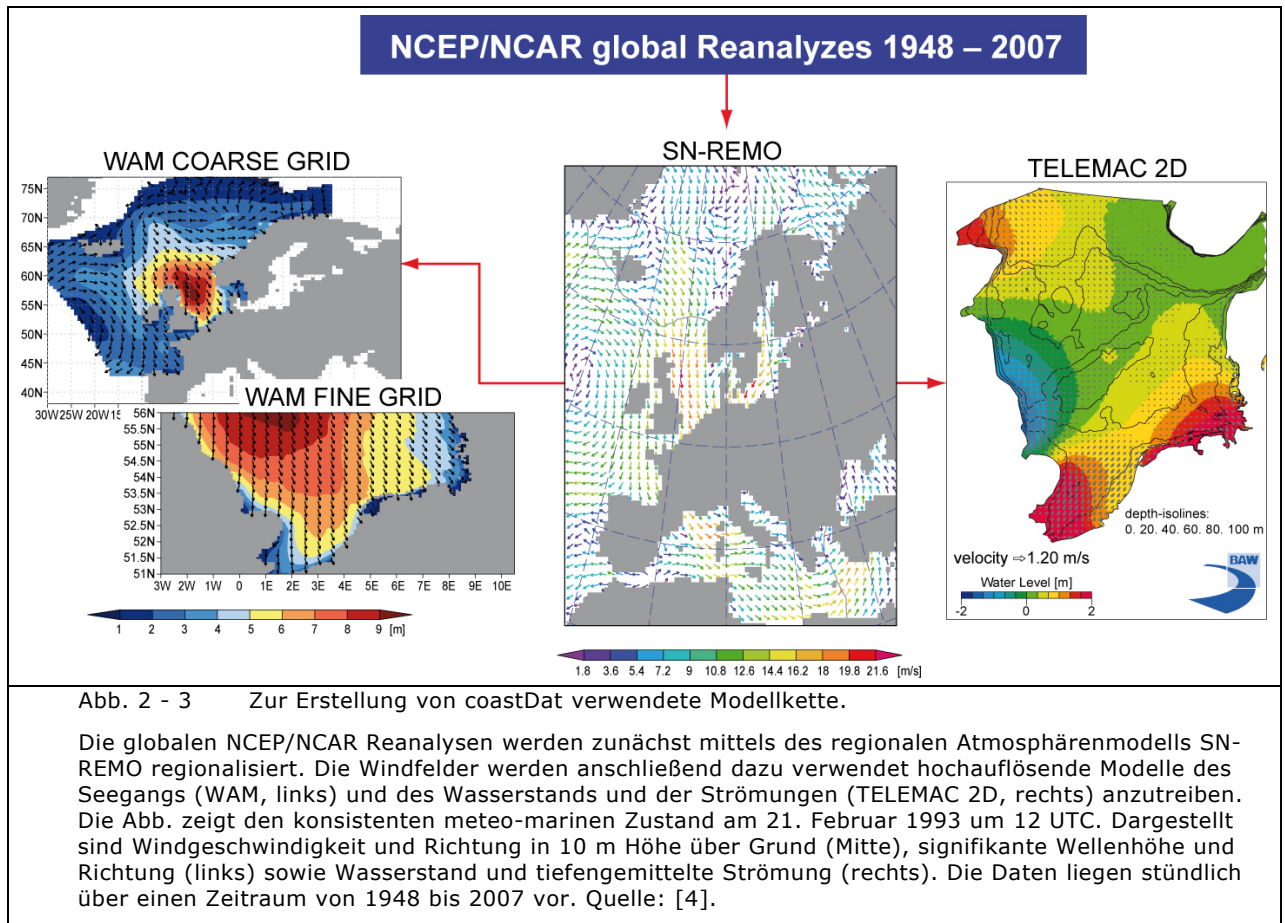 NCEP/NCAR global Reanalyzes 1948 – 2007
WAM COARSE GRID
75N
70N
65N
60N
55N
50N
45N
40N
30W 25W 20W
WAM FINE GRID
56N
55.5N
55N
54.5N
54N
53.5N
53N
52.5N
52N
51.5N
51N
3W 2W 1W 0 1E 2E 3E 4E 5E 6E 7E 8E 9E 10E
1 2 3 4 5 6 7 8 9 [m]
SN-REMO
1.8 3.6 5.4 7.2 9 10.8 12.6 14.4 16.2 18 19.8 21.6 [m/s]
TELEMAC 2D
depth-isolines:
0. 20. 40. 60. 80. 100 m
velocity ⇨1.20 m/s
Water Level [m]
-2 0 2
BAW
Abb. 2 - 3 Zur Erstellung von coastDat verwendete Modellkette.
Die globalen NCEP/NCAR Reanalysen werden zunächst mittels des regionalen Atmosphärenmodells SN-
REMO regionalisiert. Die Windfelder werden anschließend dazu verwendet hochauflösende Modelle des
Seegangs (WAM, links) und des Wasserstands und der Strömungen (TELEMAC 2D, rechts) anzutreiben.
Die Abb. zeigt den konsistenten meteo-marinen Zustand am 21. Februar 1993 um 12 UTC. Dargestellt
sind Windgeschwindigkeit und Richtung in 10 m Höhe über Grund (Mitte), signifikante Wellenhöhe und
Richtung (links) sowie Wasserstand und tiefengemittelte Strömung (rechts). Die Daten liegen stündlich
über einen Zeitraum von 1948 bis 2007 vor. Quelle: [4].